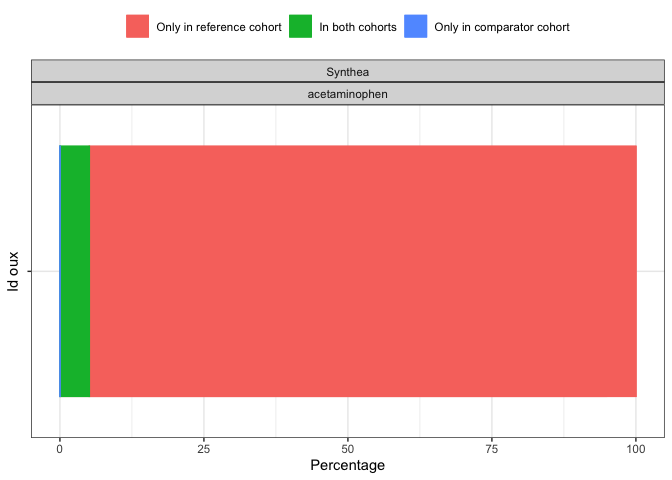 Only in reference cohort In both cohorts Only in comparator cohort
Synthea
acetaminophen
Id oux
0 25 50 75 100
Percentage